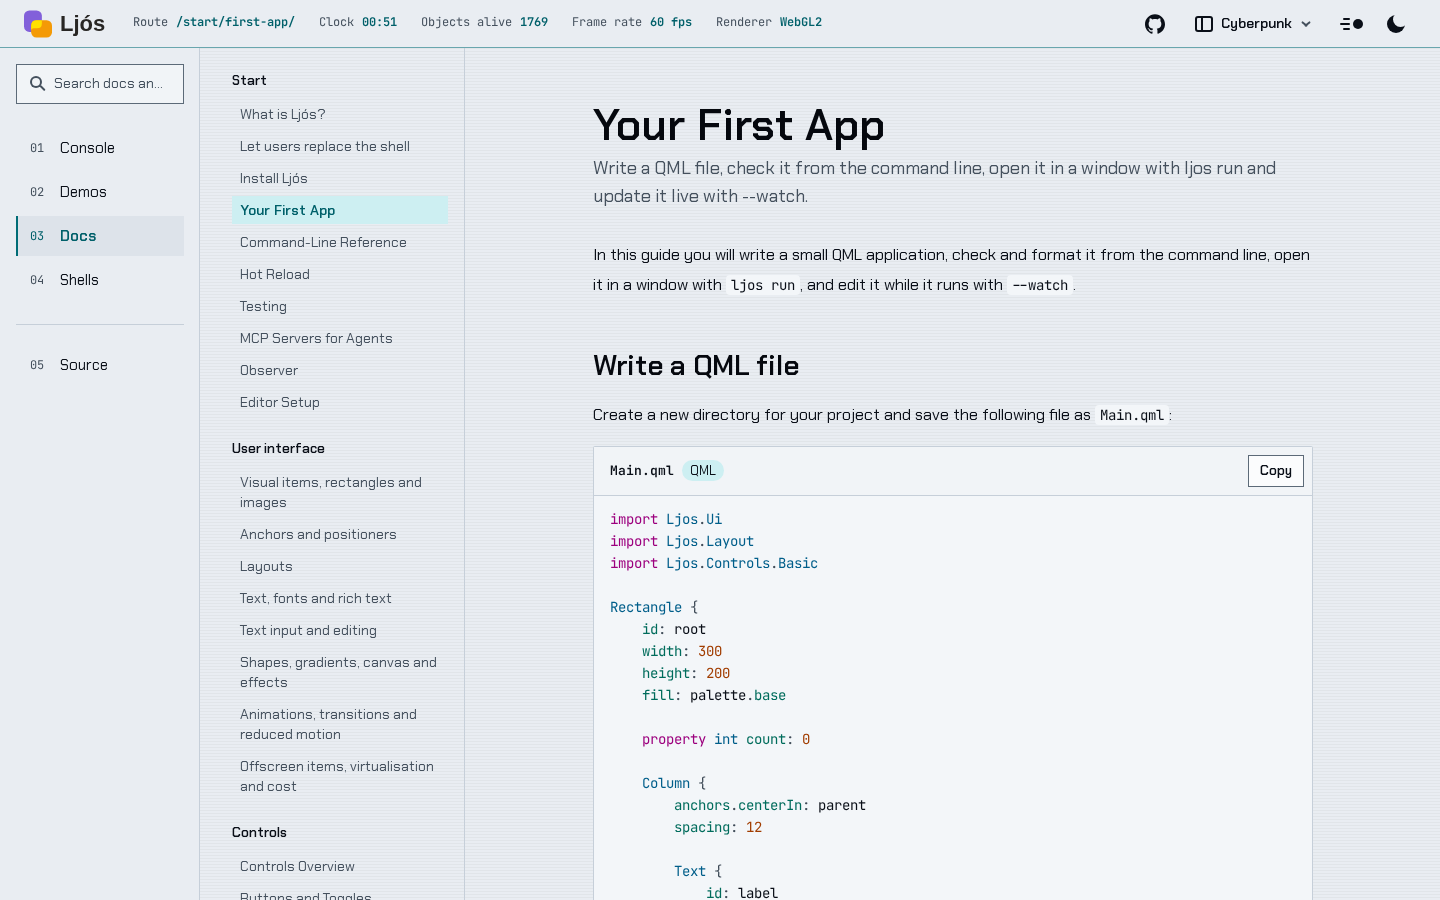 Ljós
Route /start/first-app/ Clock 00:51 Objects alive 1769 Frame rate 60 fps Renderer WebGL2
Cyberpunk
Search docs an...
01 Console
02 Demos
03 Docs
04 Shells
05 Source
Start
What is Ljós?
Let users replace the shell
Install Ljós
Your First App
Command-Line Reference
Hot Reload
Testing
MCP Servers for Agents
Observer
Editor Setup
User interface
Visual items, rectangles and
images
Anchors and positioners
Layouts
Text, fonts and rich text
Text input and editing
Shapes, gradients, canvas and
effects
Animations, transitions and
reduced motion
Offscreen items, virtualisation
and cost
Controls
Controls Overview
Buttons and Toggles
Your First App
Write a QML file, check it from the command line, open it in a window with ljos run and
update it live with --watch.
In this guide you will write a small QML application, check and format it from the command line, open
it in a window with ljos run, and edit it while it runs with --watch.
Write a QML file
Create a new directory for your project and save the following file as Main.qml:
Main.qml QML Copy
import Ljos.Ui
import Ljos.Layout
import Ljos.Controls.Basic
Rectangle {
    id: root
    width: 300
    height: 200
    fill: palette.base
    property int count: 0
    Column {
        anchors.centerIn: parent
        spacing: 12
        Text {
            id: label